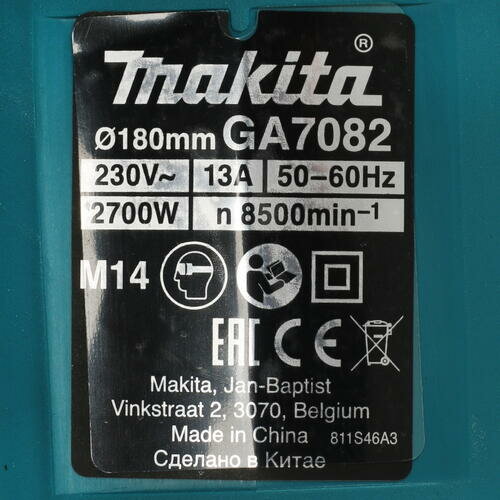 Makita ®
Ø180mm GA7082
230V~ 13A 50–60Hz
2700W n 8500min⁻¹
M14
EAC CE
Makita, Jan-Baptist
Vinkstraat 2, 3070, Belgium
Made in China 811S46A3
Сделано в Китае